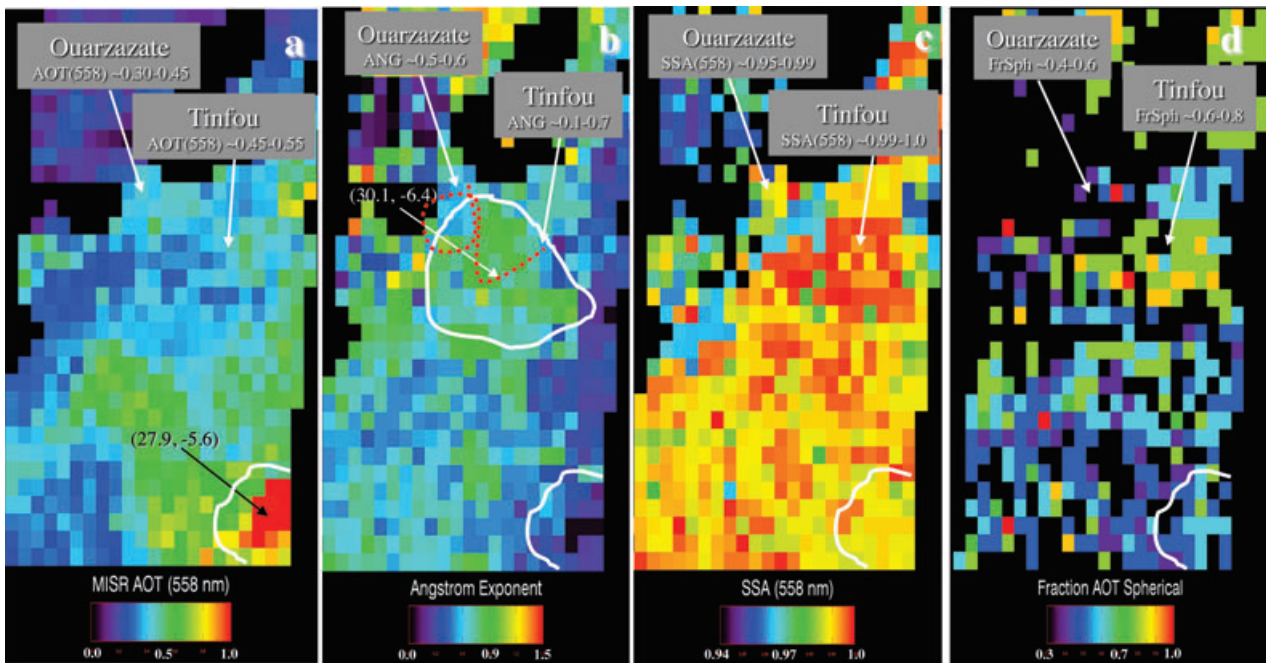 a
Ouarzazate
AOT(558) ~0.30-0.45
Tinfou
AOT(558) ~0.45-0.55
(27.9, -5.6)
MISR AOT (558 nm)
0.0 0.5 1.0
b
Ouarzazate
ANG ~0.5-0.6
Tinfou
ANG ~0.1-0.7
(30.1, -6.4)
Angstrom Exponent
0.0 0.9 1.5
c
Ouarzazate
SSA(558) ~0.95-0.99
Tinfou
SSA(558) ~0.99-1.0
SSA (558 nm)
0.94 0.97 1.0
d
Ouarzazate
FrSph ~0.4-0.6
Tinfou
FrSph ~0.6-0.8
Fraction AOT Spherical
0.3 0.7 1.0